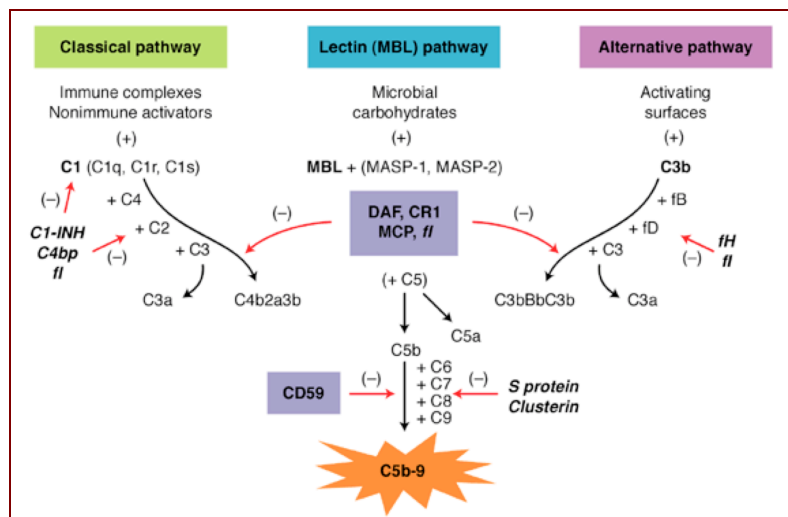 Classical pathway
Lectin (MBL) pathway
Alternative pathway
Immune complexes
Nonimmune activators
Microbial
carbohydrates
Activating
surfaces
(+)
(+)
(+)
C1 (C1q, C1r, C1s)
MBL + (MASP-1, MASP-2)
C3b
(–)
+ C4
+ C2
+ C3
C1-INH
C4bp
fI
(–)
(–)
DAF, CR1
MCP, fI
(–)
+ fB
+ fD
+ C3
fH
fI
(–)
C3a
C4b2a3b
(+ C5)
C3bBbC3b
C3a
C5a
C5b
CD59
(–)
+ C6
+ C7
+ C8
+ C9
(–)
S protein
Clusterin
C5b-9